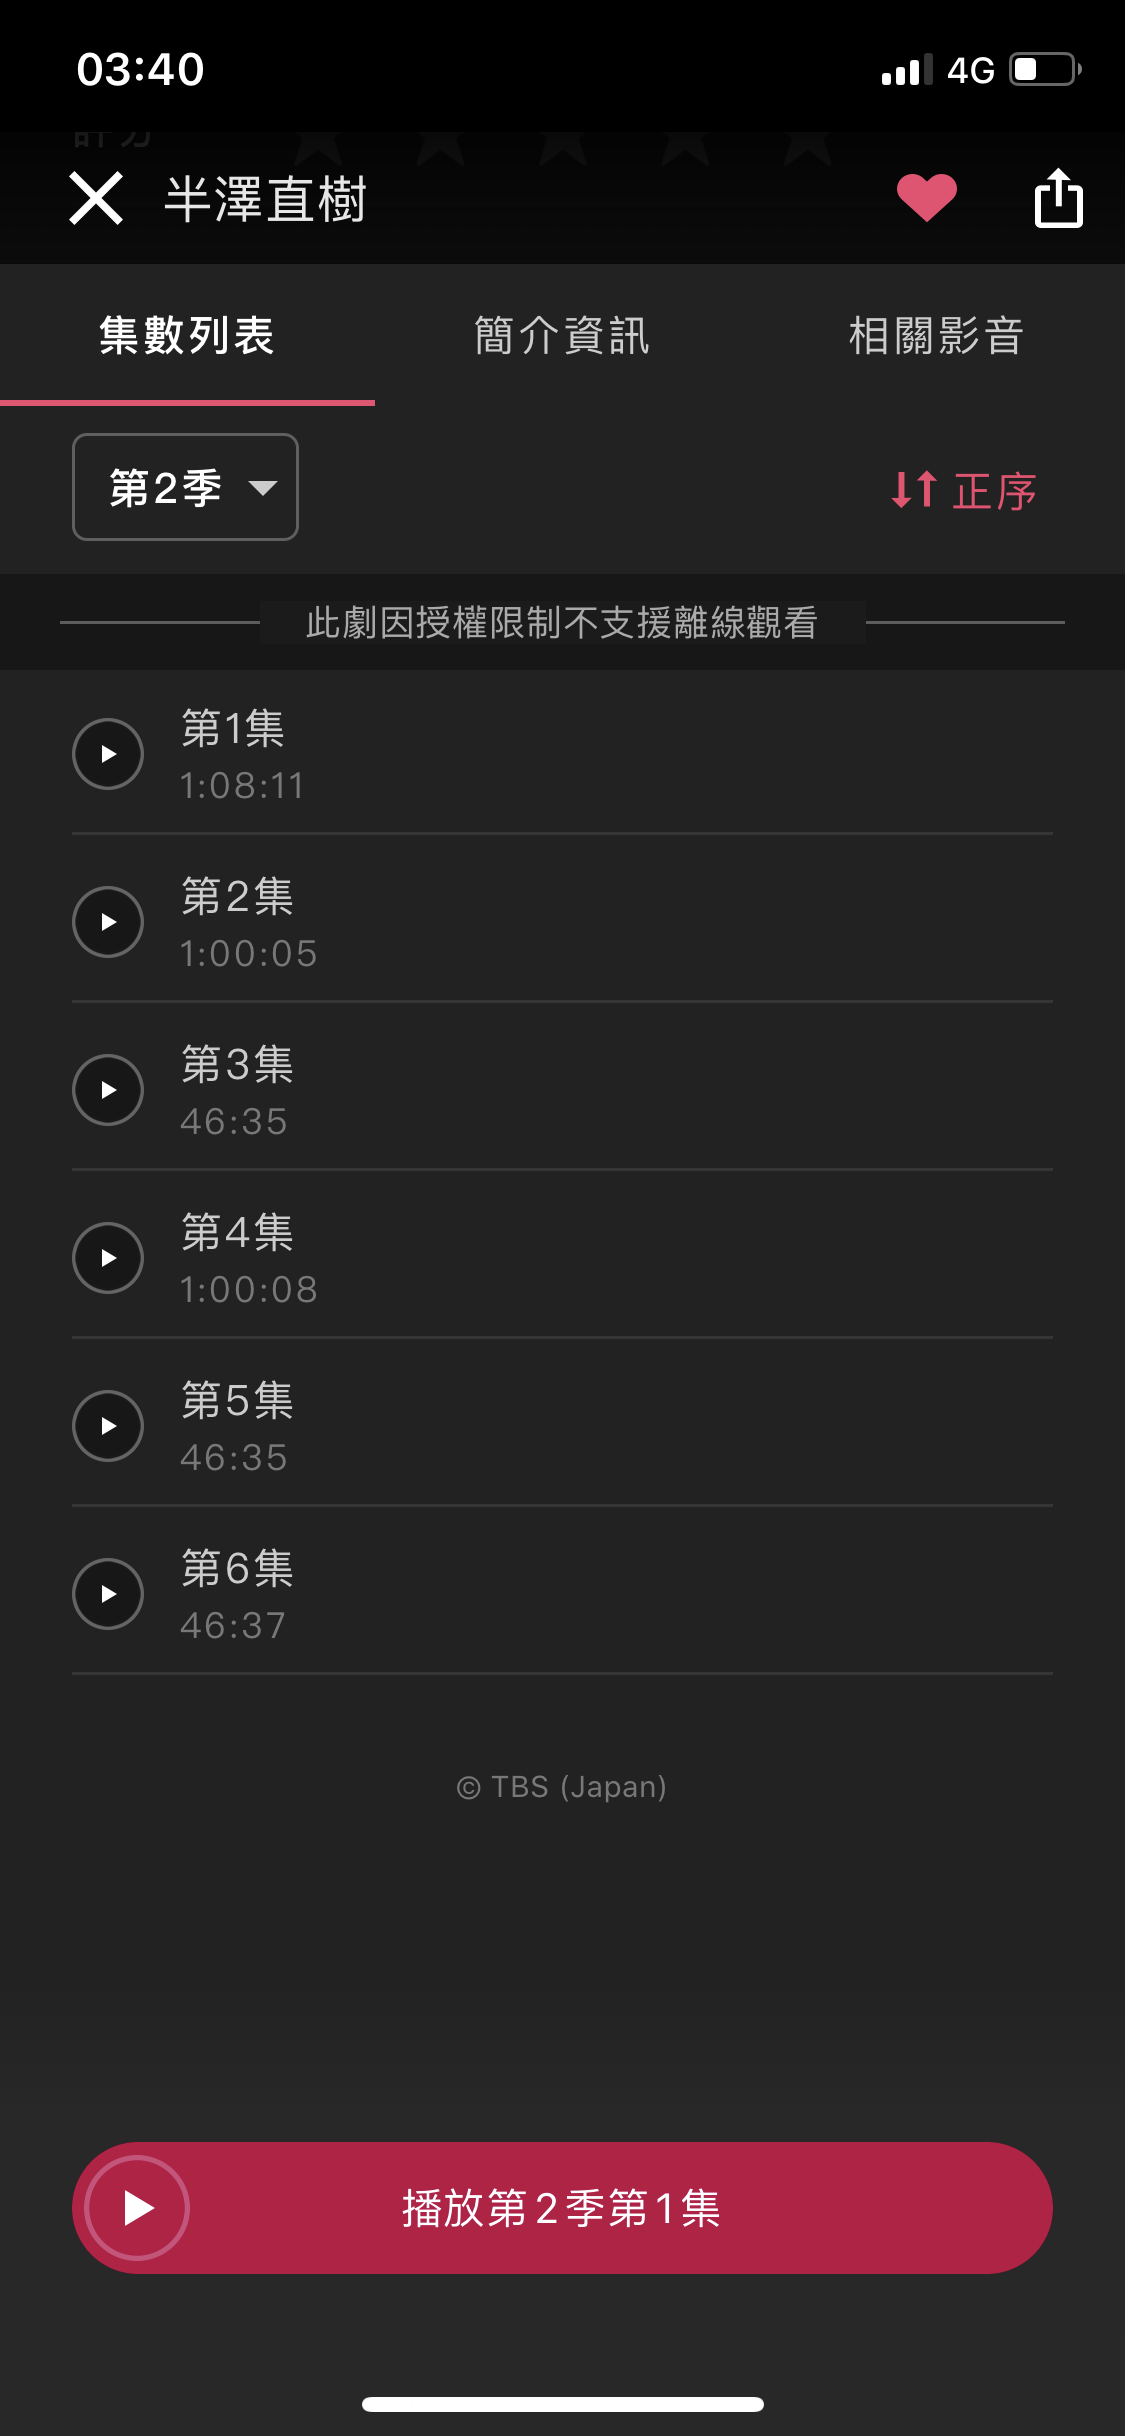 03:40
4G
半澤直樹
集數列表
簡介資訊
相關影音
第2季
正序
此劇因授權限制不支援離線觀看
第1集
1:08:11
第2集
1:00:05
第3集
46:35
第4集
1:00:08
第5集
46:35
第6集
46:37
© TBS (Japan)
播放第2季第1集